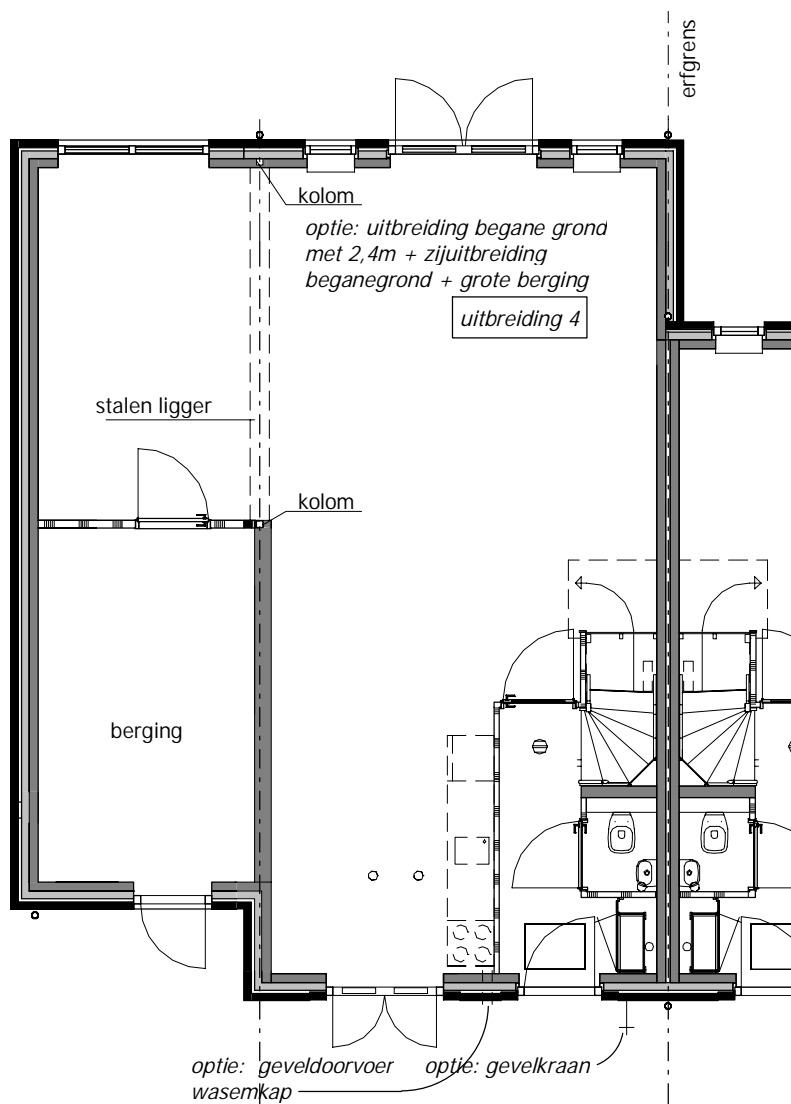 erfgrens
kolom
optie: uitbreiding begane grond
met 2,4m + zijuitbreiding
beganegrond + grote berging
uitbreiding 4
stalen ligger
kolom
berging
optie: geveldoorvoer
wasemkap
optie: gevelkraan